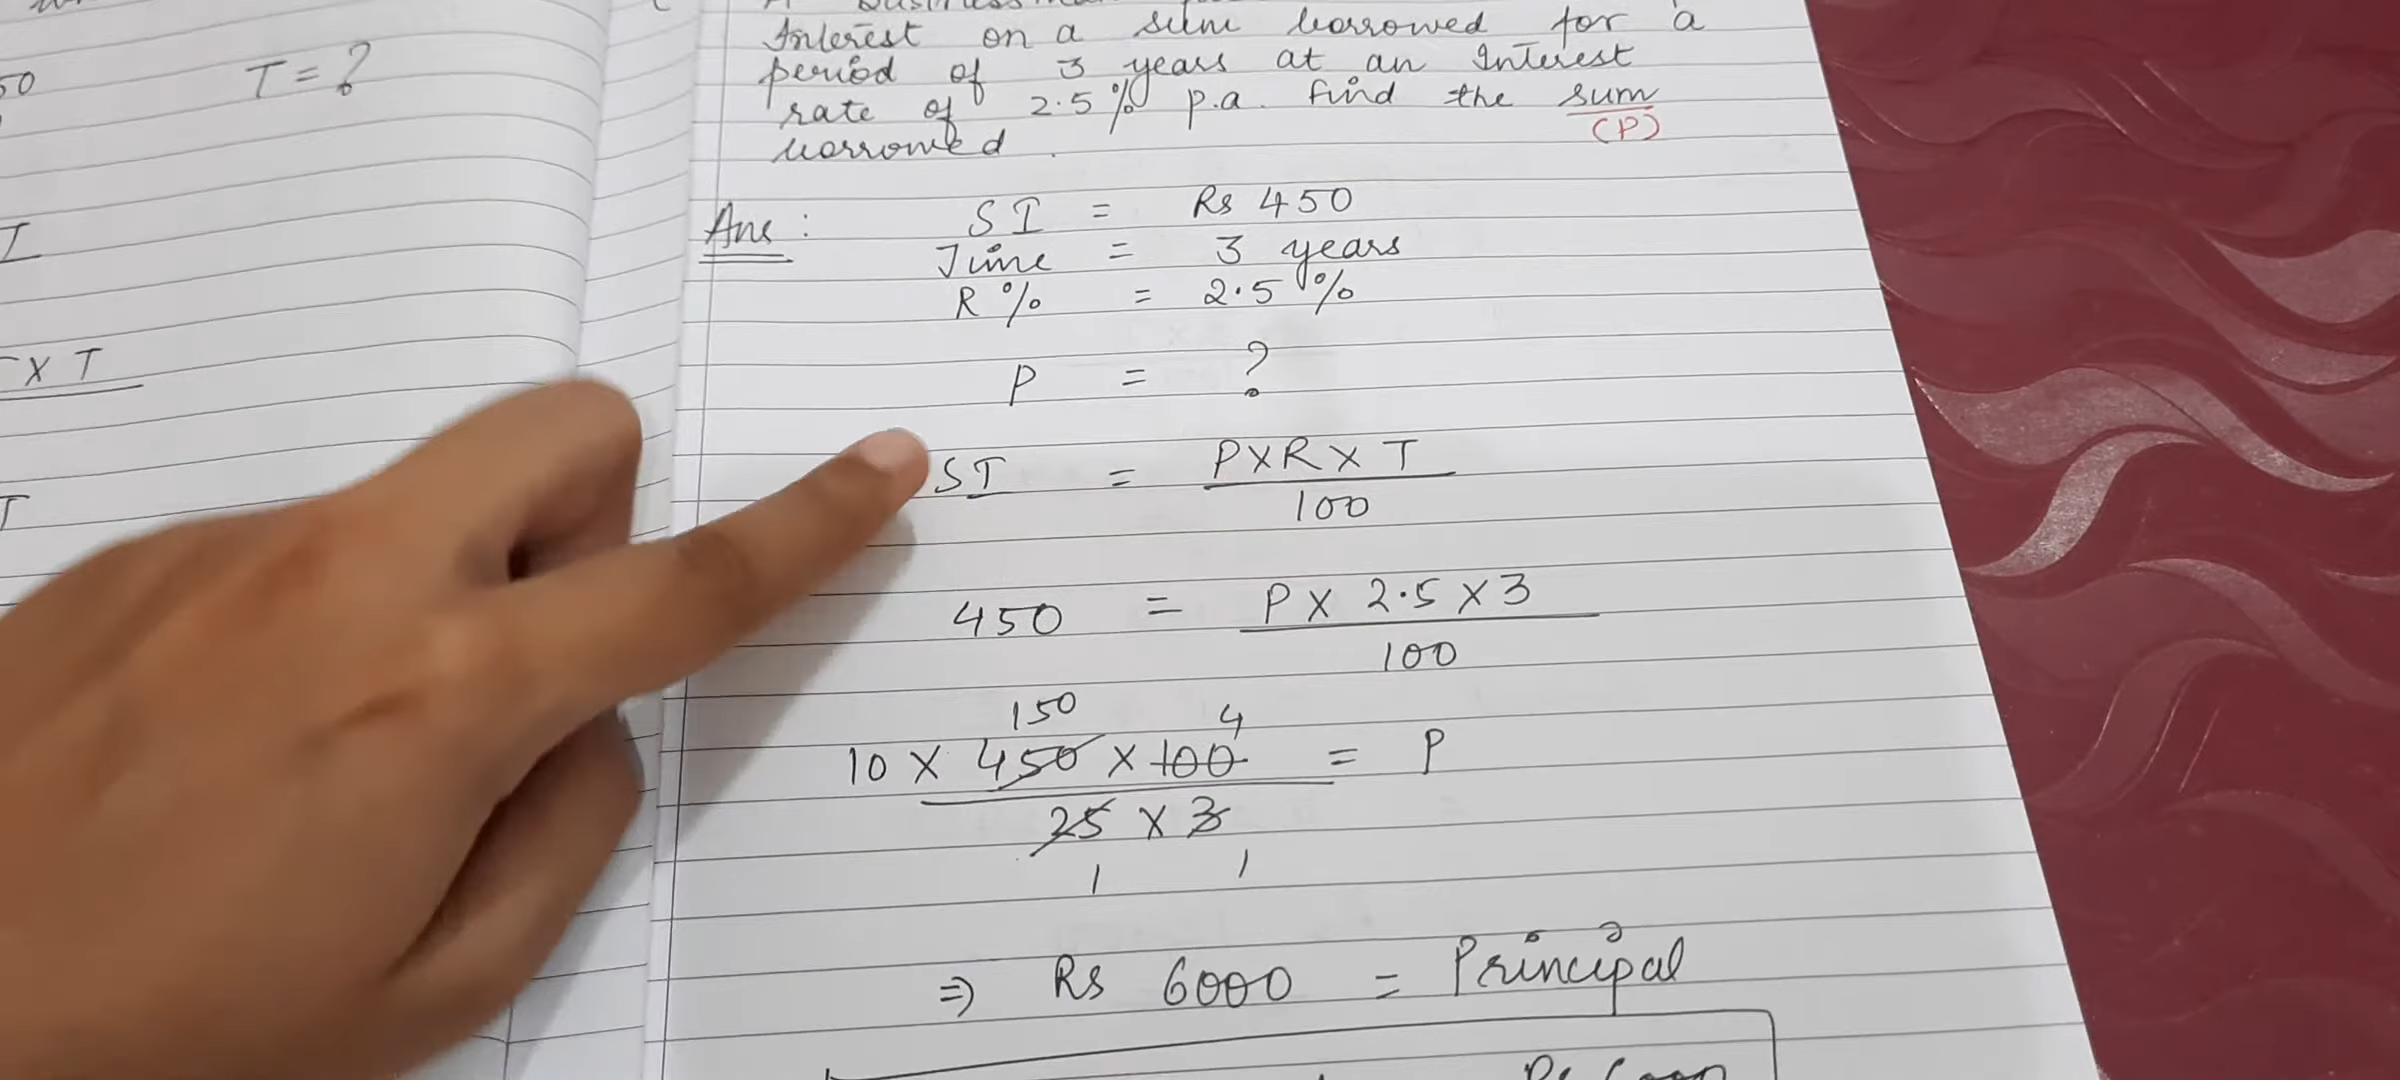 50
T = ?
I
X T
T
Interest on a sum borrowed for a
period of 3 years at an Interest
rate of 2.5% p.a. find the sum
(P)
borrowed.
Ans : SI = Rs 450
Time = 3 years
R% = 2.5%
P = ?
SI = P X R X T
100
450 = P X 2.5 X 3
100
150 4
10 X 450 X 100 = P
25 X 3
1 1
⇒ Rs 6000 = Principal